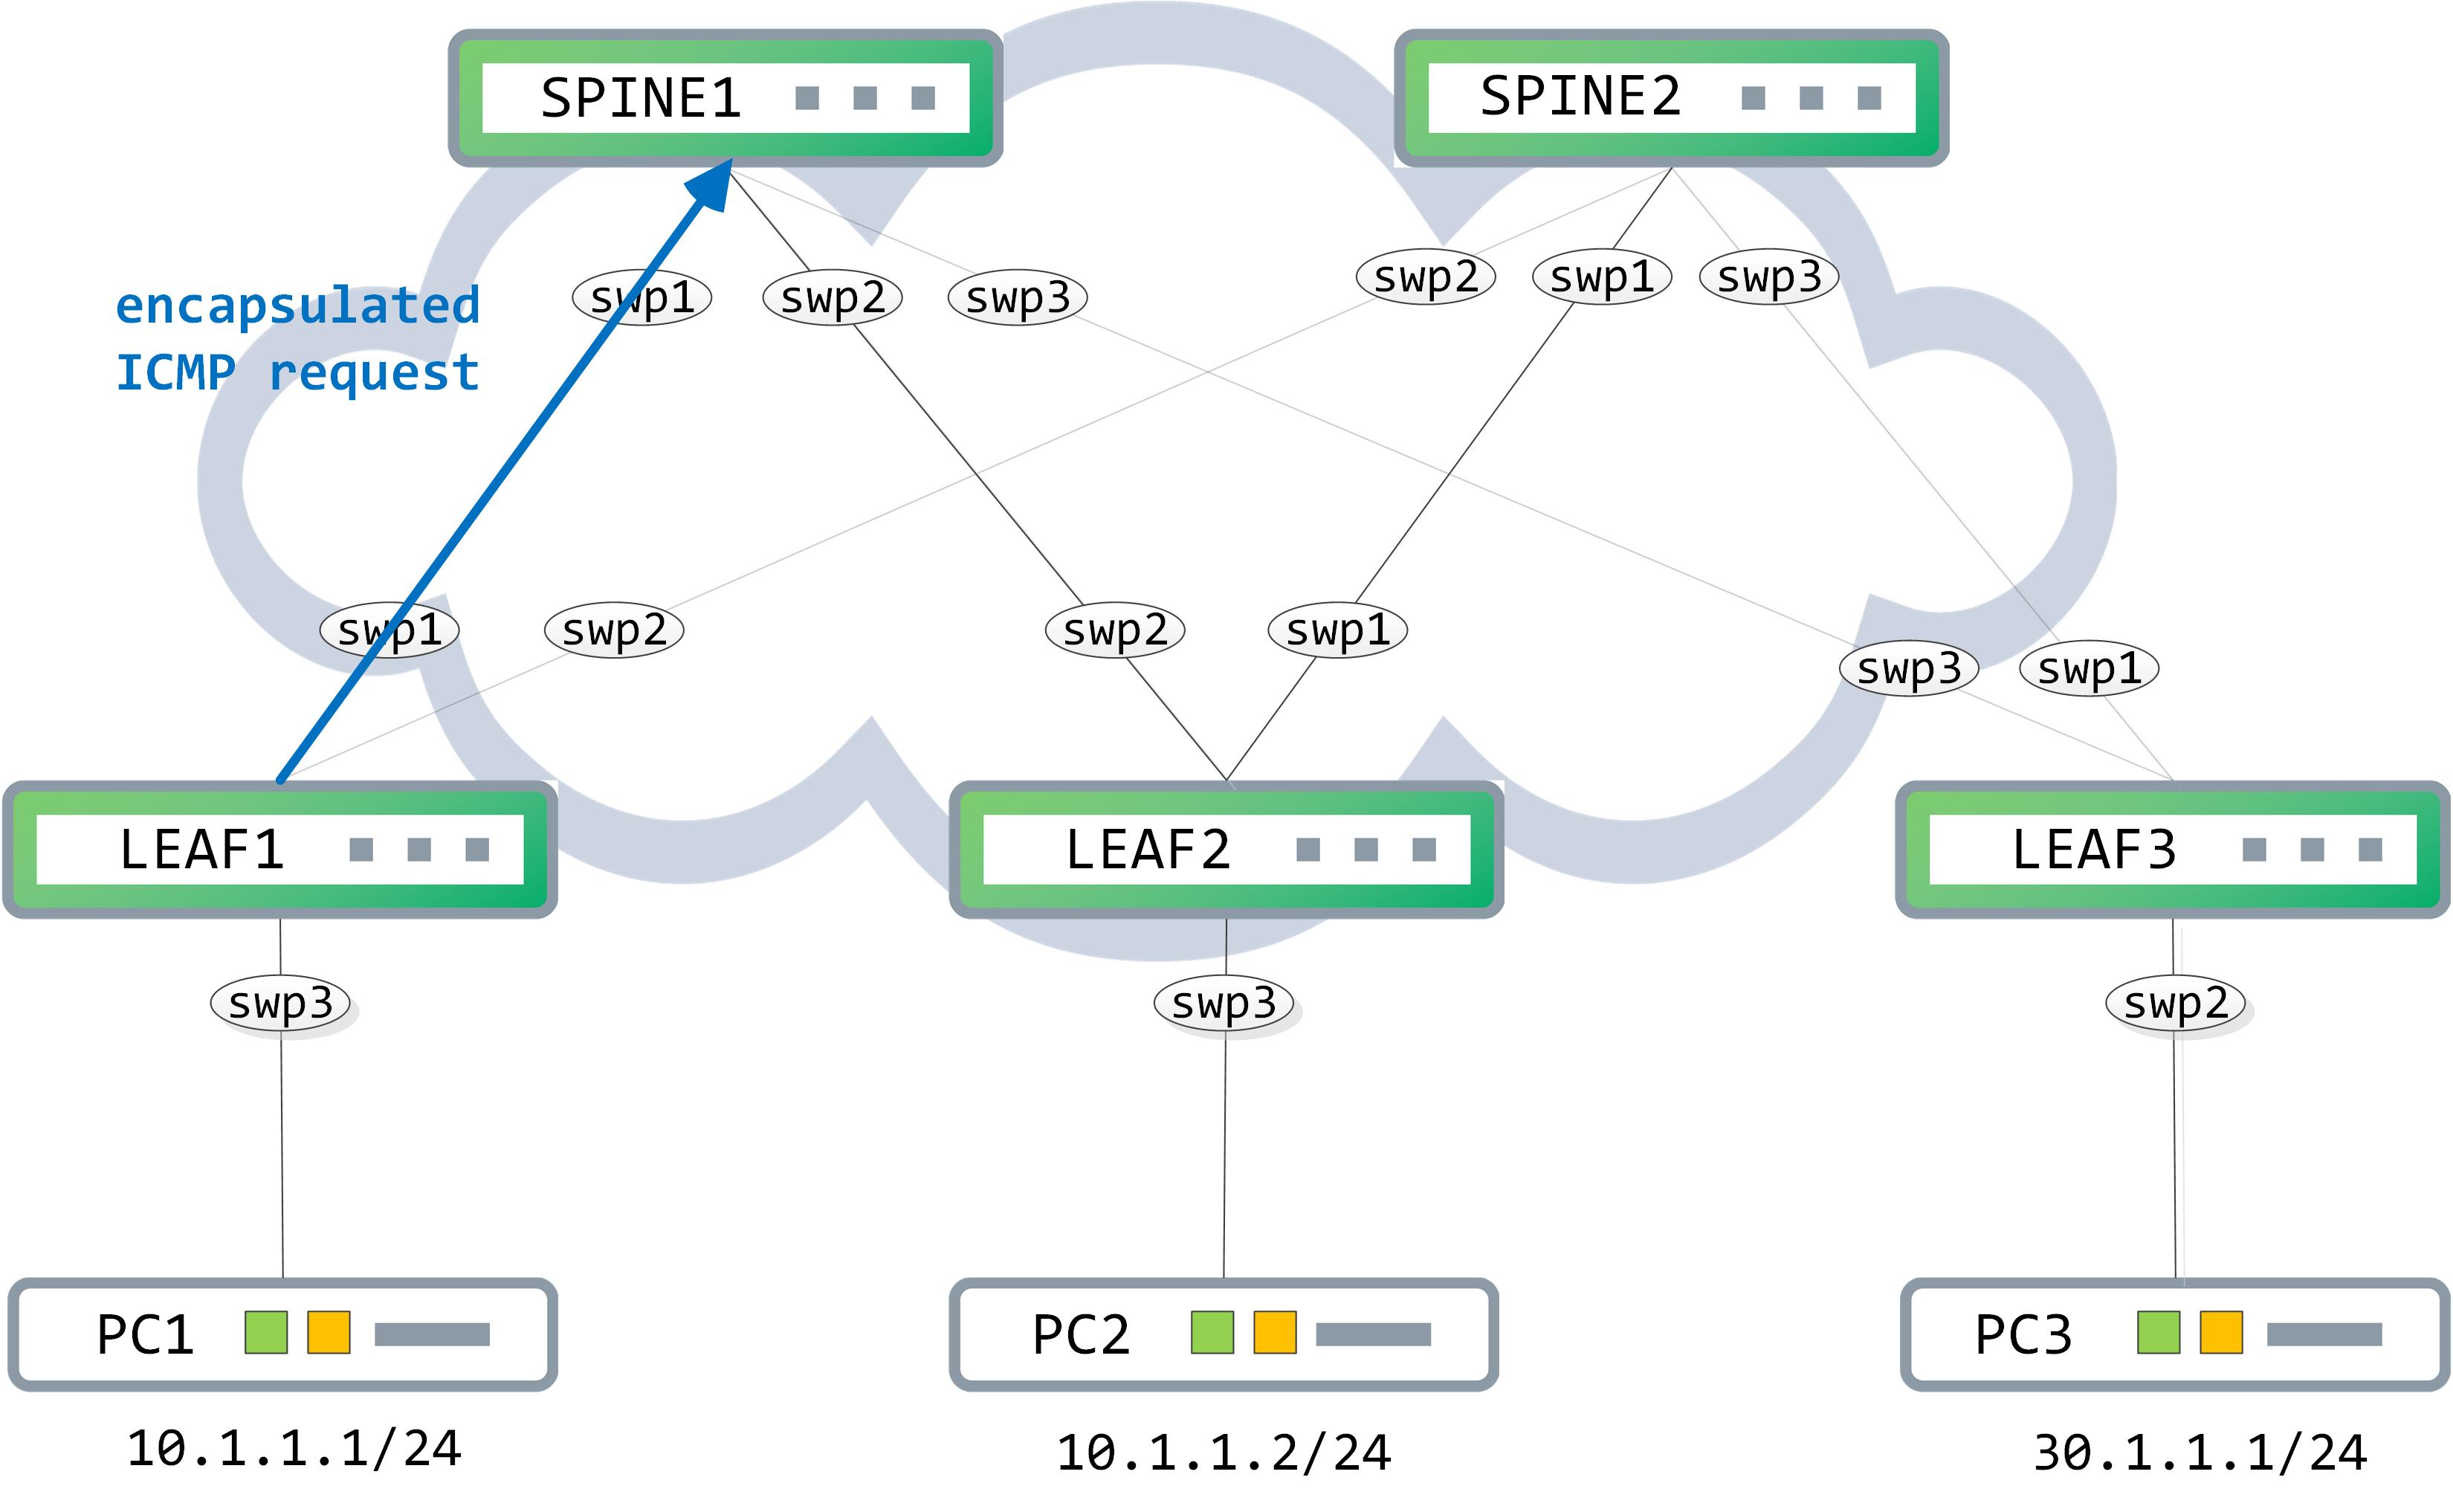 SPINE1
SPINE2
swp2
swp1
swp3
swp1
swp2
swp3
encapsulated
ICMP request
swp1
swp2
swp2
swp1
swp3
swp1
LEAF1
LEAF2
LEAF3
swp3
swp3
swp2
PC1
PC2
PC3
10.1.1.1/24
10.1.1.2/24
30.1.1.1/24